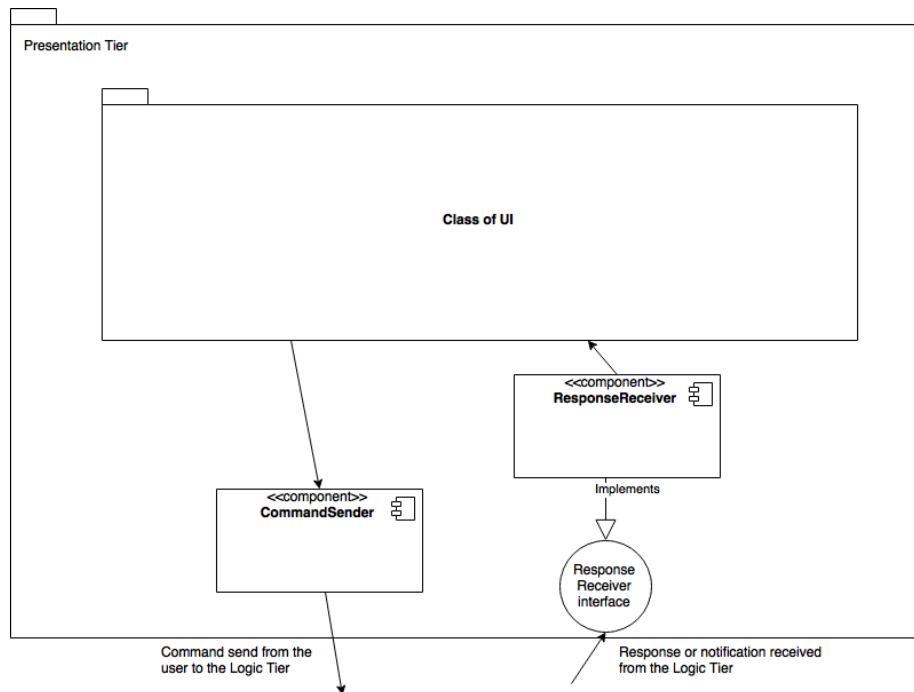 Presentation Tier
Class of UI
<<component>>
ResponseReceiver
Implements
<<component>>
CommandSender
Response
Receiver
interface
Command send from the
user to the Logic Tier
Response or notification received
from the Logic Tier